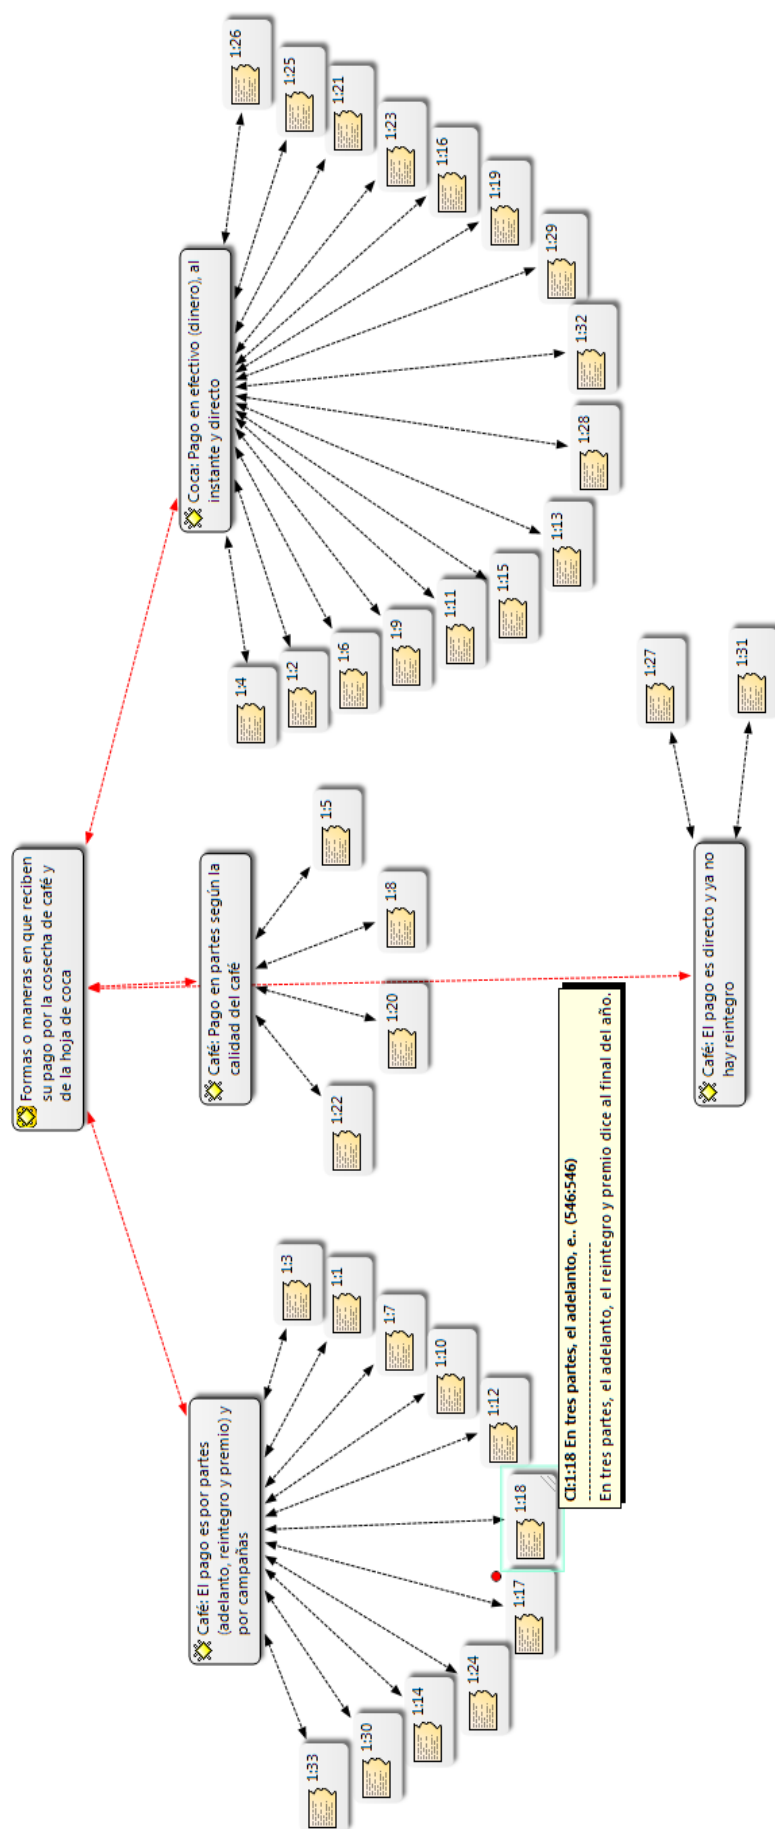 Formas o maneras en que reciben
su pago por la cosecha de café y
de la hoja de coca
Café: El pago es por partes
(adelanto, reintegro y premio) y
por campañas
Café: Pago en partes según la
calidad del café
Coca: Pago en efectivo (dinero), al
instante y directo
1:33
1:30
1:14
1:24
1:17
1:18
1:12
1:10
1:7
1:1
1:3
CI:1:18 En tres partes, el adelanto, e.. (546:546)
En tres partes, el adelanto, el reintegro y premio dice al final del año.
1:22
1:20
1:8
1:5
Café: El pago es directo y ya no
hay reintegro
1:27
1:31
1:4
1:2
1:6
1:9
1:11
1:15
1:13
1:28
1:32
1:29
1:19
1:16
1:23
1:21
1:25
1:26